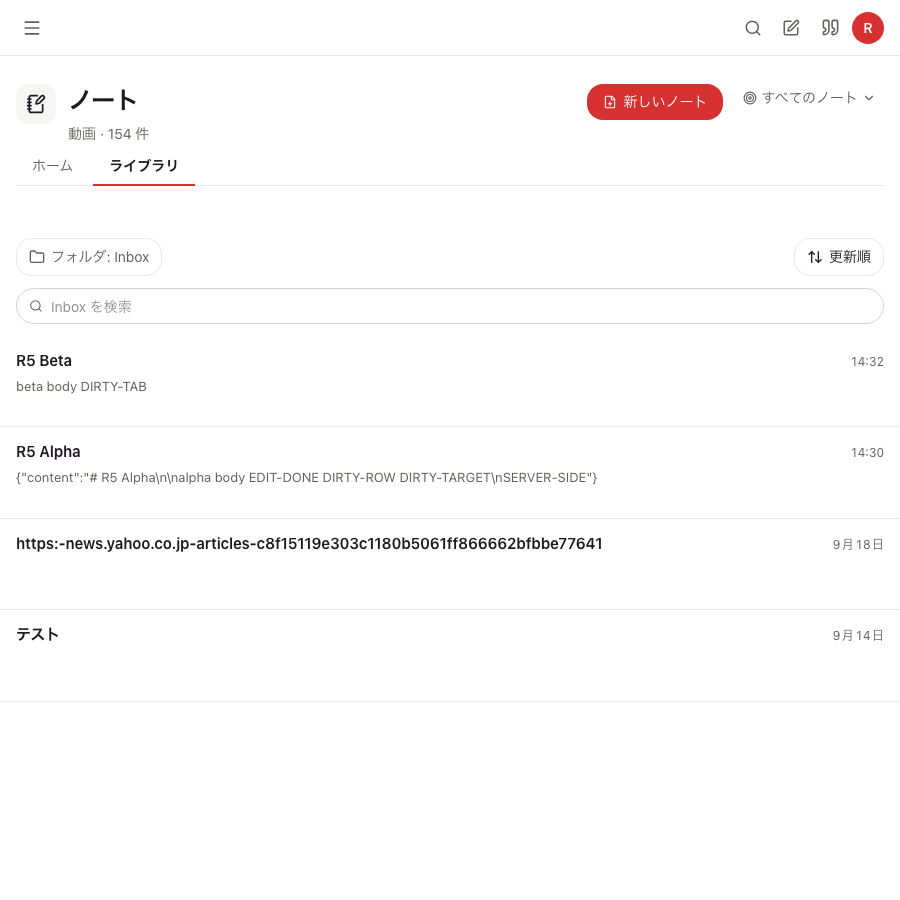 R
ノート
新しいノート
すべてのノート
動画 · 154 件
ホーム
ライブラリ
フォルダ: Inbox
更新順
Inbox を検索
R5 Beta
14:32
beta body DIRTY-TAB
R5 Alpha
14:30
{"content":"# R5 Alpha\n\nalpha body EDIT-DONE DIRTY-ROW DIRTY-TARGET\nSERVER-SIDE"}
https:-news.yahoo.co.jp-articles-c8f15119e303c1180b5061ff866662bfbbe77641
9月18日
テスト
9月14日